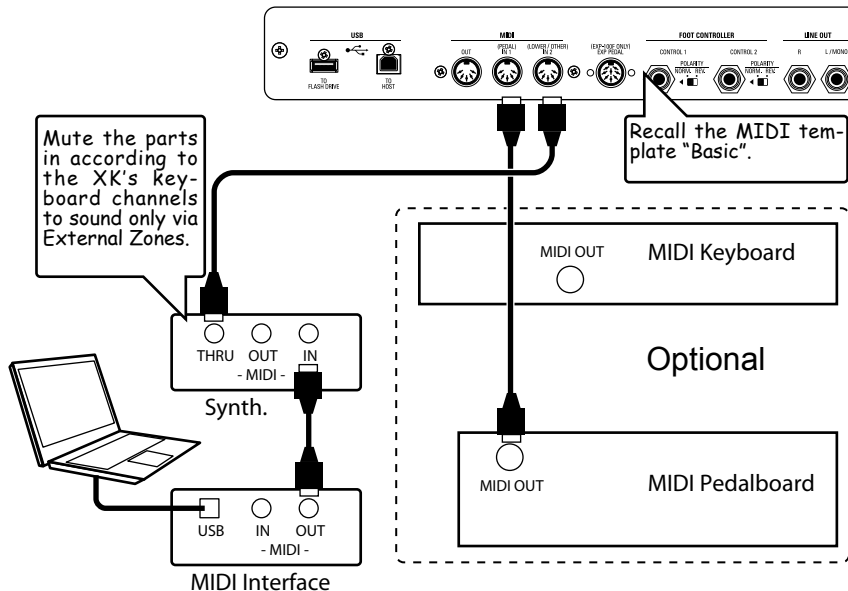 USB
MIDI
FOOT CONTROLLER
LINE OUT
OUT
(PEDAL)
IN 1
(LOWER / OTHER)
IN 2
(EXP-100F ONLY)
EXP PEDAL
CONTROL 1
CONTROL 2
R
L / MONO
POLARITY
NORM. REV.
POLARITY
NORM. REV.
TO
FLASH DRIVE
TO
HOST
Mute the parts
in according to
the XK's key-
board channels
to sound only via
External Zones.
Recall the MIDI tem-
plate “Basic”.
MIDI OUT
MIDI Keyboard
THRU OUT IN
- MIDI -
Synth.
Optional
MIDI OUT
MIDI Pedalboard
USB IN OUT
- MIDI -
MIDI Interface